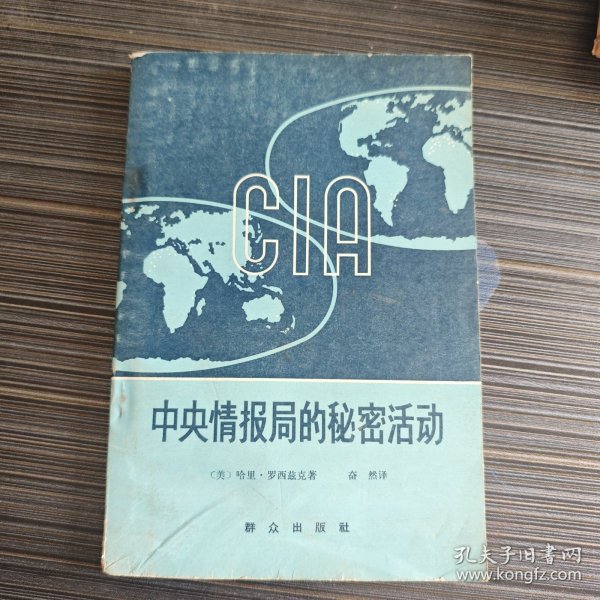 CIA
中央情报局的秘密活动
〔美〕哈里·罗西兹克著 奋然译
群众出版社
孔夫子旧书网
www.kongfz.com